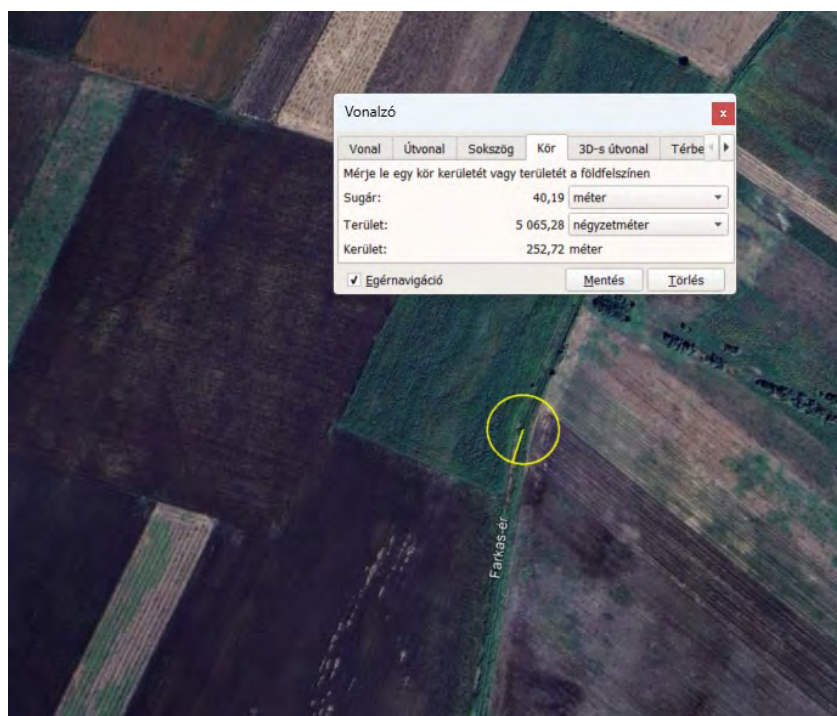 Vonalzó
x
Vonal Útvonal Sokszög Kör 3D-s útvonal Térbe
Mérje le egy kör kerületét vagy területét a földfelszínen
Sugár: 40,19 méter
Terület: 5 065,28 négyzetméter
Kerület: 252,72 méter
Egérnavigáció Mentés Törlés
Farkas-ér